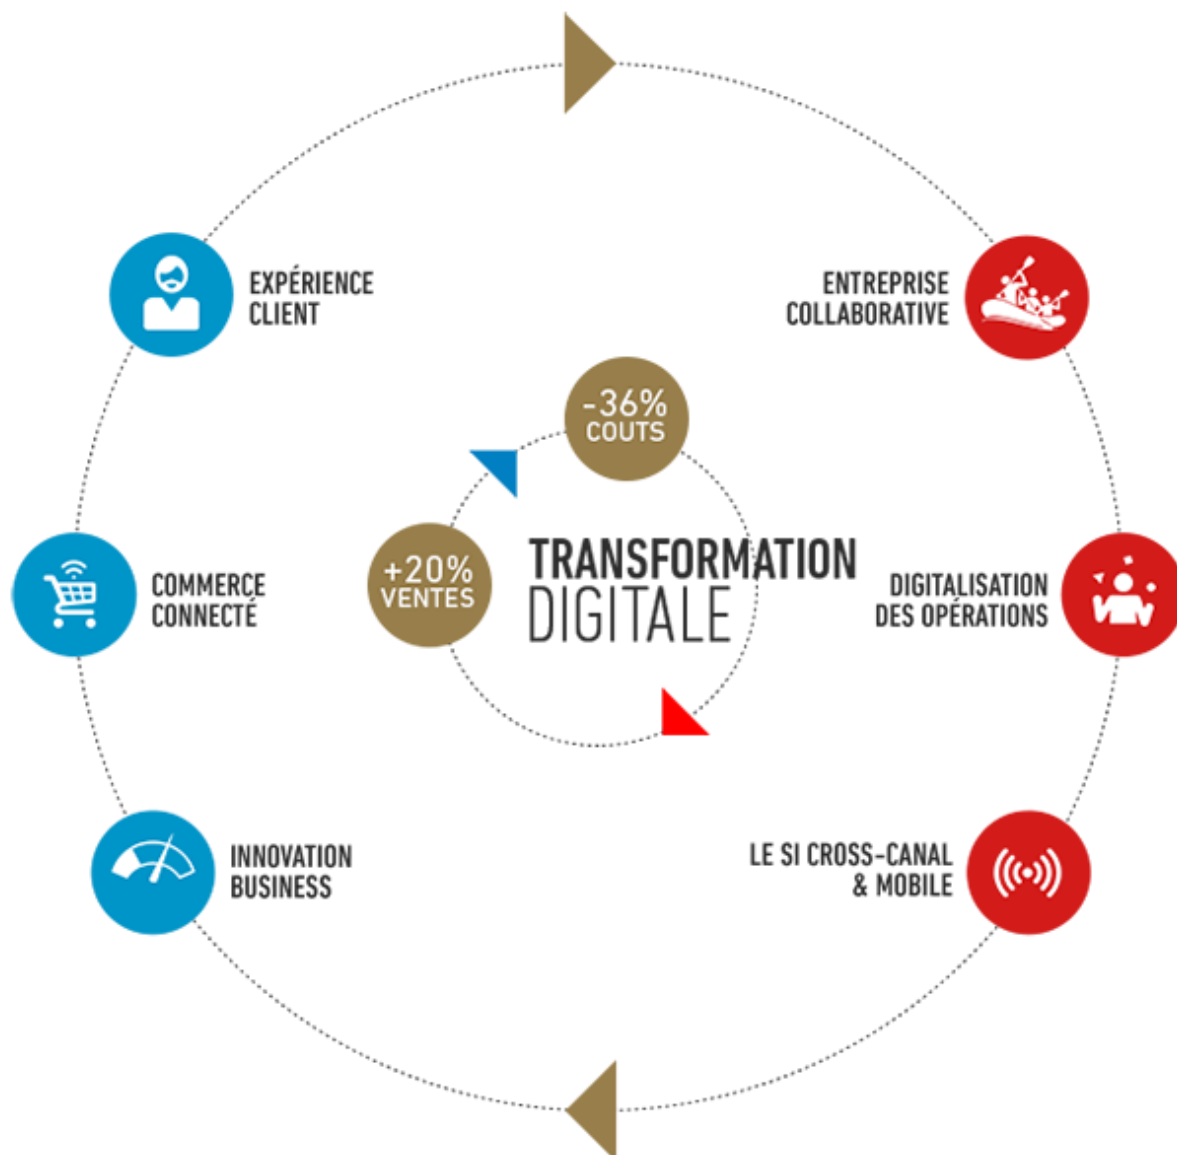 EXPÉRIENCE
CLIENT
ENTREPRISE
COLLABORATIVE
-36%
COUTS
+20%
VENTES
TRANSFORMATION
DIGITALE
COMMERCE
CONNECTÉ
DIGITALISATION
DES OPÉRATIONS
INNOVATION
BUSINESS
LE SI CROSS-CANAL
& MOBILE